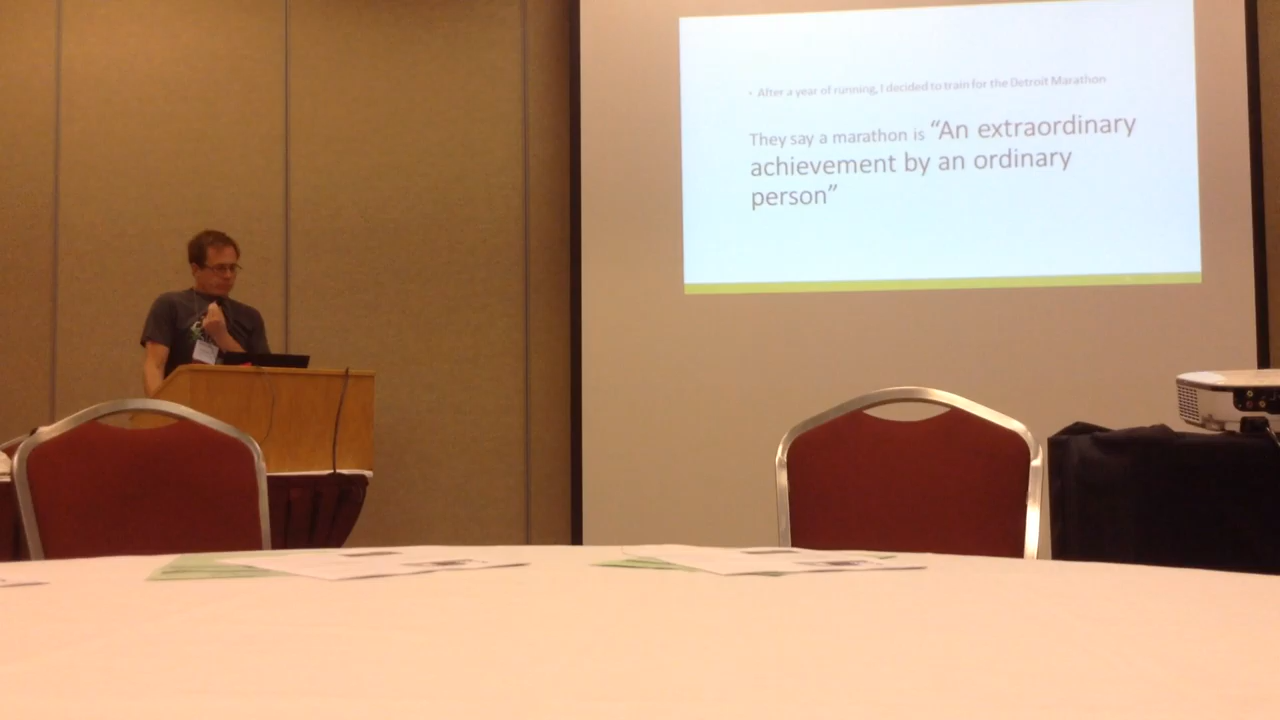 • After a year of running, I decided to train for the Detroit Marathon
They say a marathon is “An extraordinary
achievement by an ordinary
person”